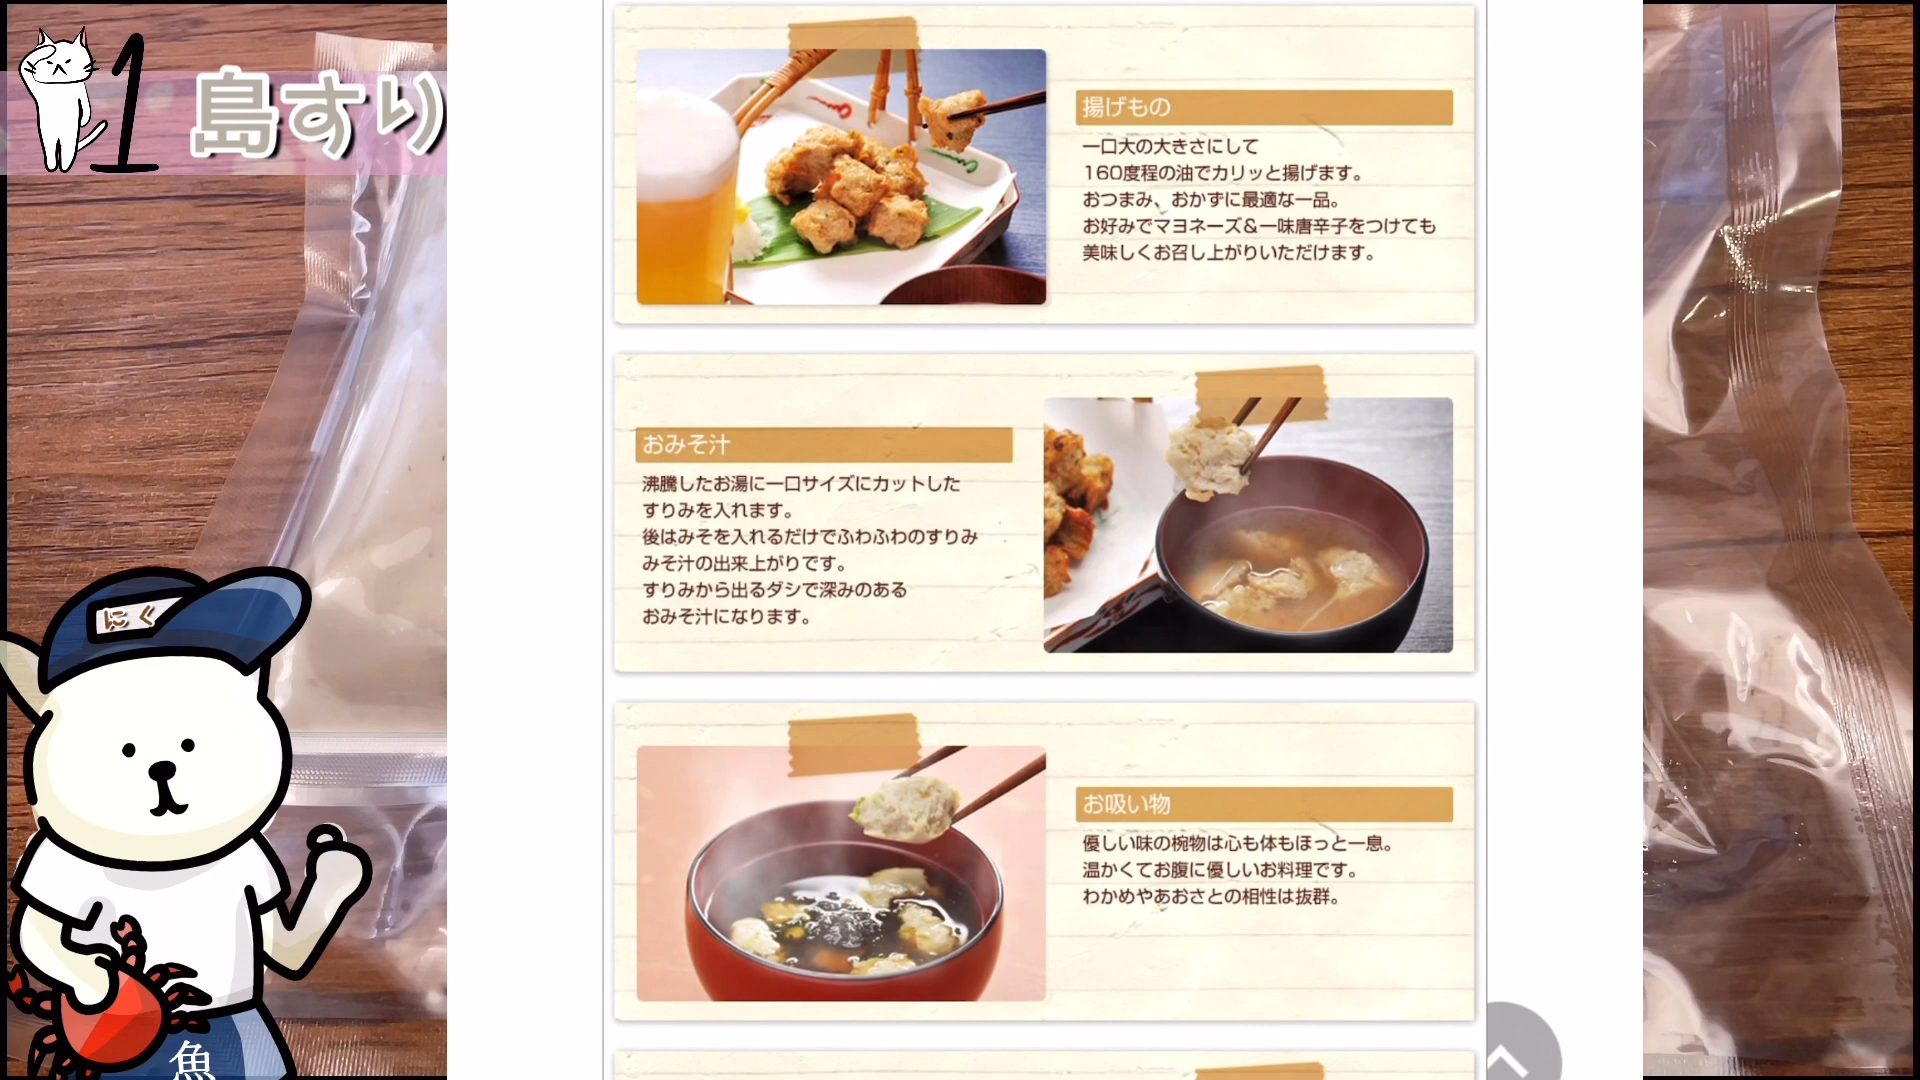 1 島すり
揚げもの
一口大の大きさにして
160度程の油でカリッと揚げます。
おつまみ、おかずに最適な一品。
お好みでマヨネーズ&一味唐辛子をつけても
美味しくお召し上がりいただけます。
おみそ汁
沸騰したお湯に一口サイズにカットした
すりみを入れます。
後はみそを入れるだけでふわふわのすりみ
みそ汁の出来上がりです。
すりみから出るダシで深みのある
おみそ汁になります。
お吸い物
優しい味の椀物は心も体もほっと一息。
温かくてお腹に優しいお料理です。
わかめやあおさとの相性は抜群。
にく
魚